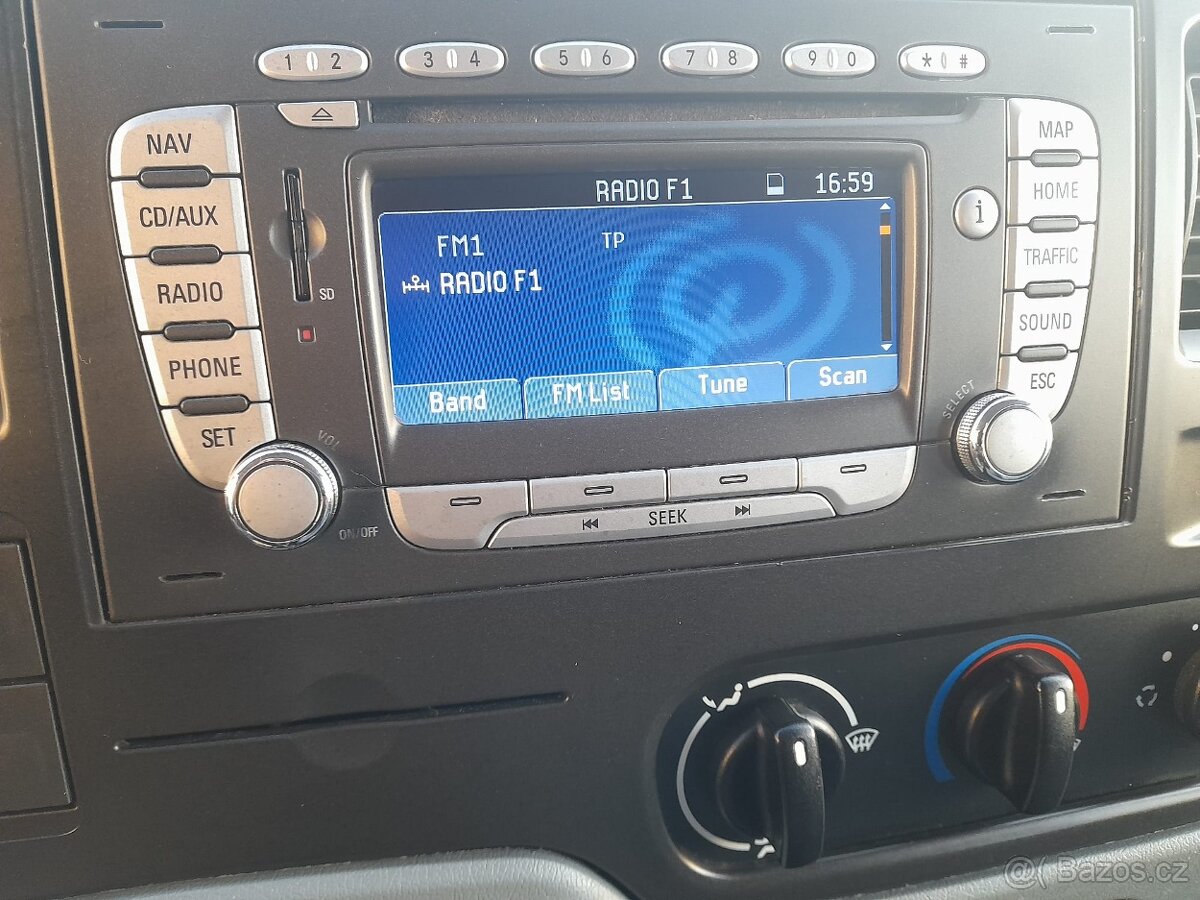 1 2 3 4 5 6 7 8 9 0 * #
NAV
CD/AUX
RADIO
PHONE
SET
SD
RADIO F1 16:59
FM1 TP
RADIO F1
Band FM List Tune Scan
i
MAP
HOME
TRAFFIC
SOUND
ESC
SELECT
VOL
ON/OFF
SEEK
Bazos.cz